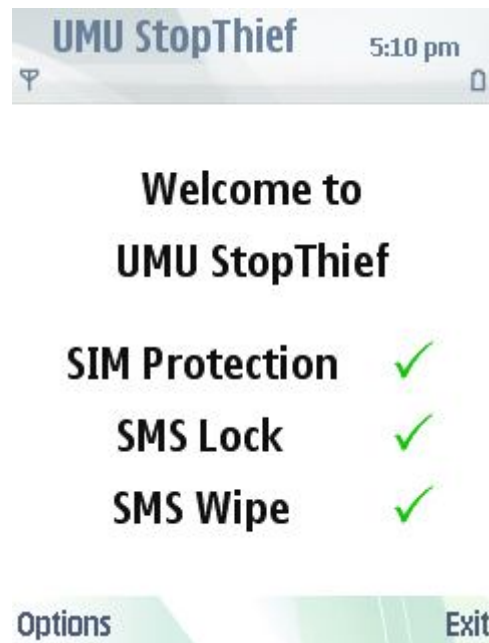 UMU StopThief 5:10 pm
Welcome to
UMU StopThief
SIM Protection
SMS Lock
SMS Wipe
Options Exit